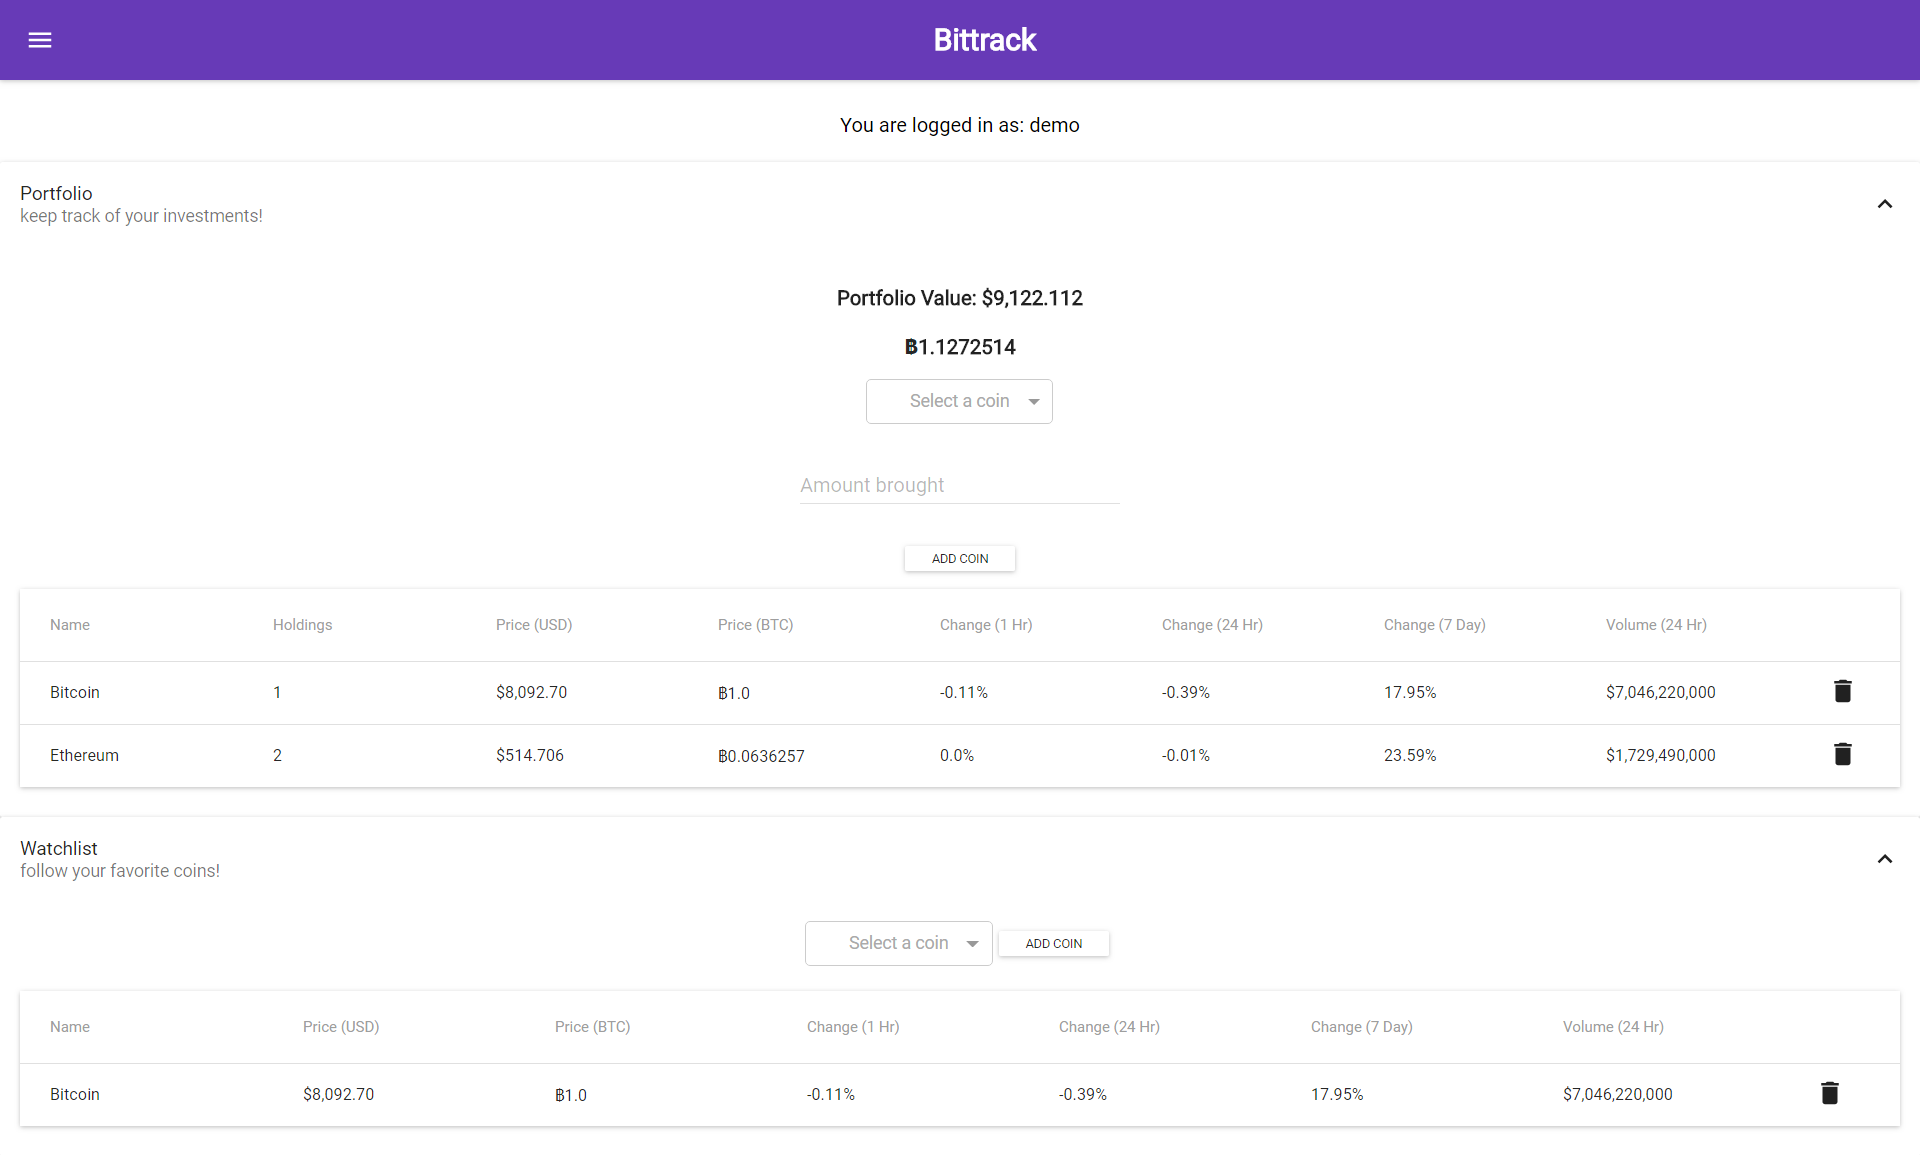 Bittrack
You are logged in as: demo
Portfolio
keep track of your investments!
Portfolio Value: $9,122.112
฿1.1272514
Select a coin
Amount brought
ADD COIN
Name Holdings Price (USD) Price (BTC) Change (1 Hr) Change (24 Hr) Change (7 Day) Volume (24 Hr)
Bitcoin 1 $8,092.70 ฿1.0 -0.11% -0.39% 17.95% $7,046,220,000
Ethereum 2 $514.706 ฿0.0636257 0.0% -0.01% 23.59% $1,729,490,000
Watchlist
follow your favorite coins!
Select a coin ADD COIN
Name Price (USD) Price (BTC) Change (1 Hr) Change (24 Hr) Change (7 Day) Volume (24 Hr)
Bitcoin $8,092.70 ฿1.0 -0.11% -0.39% 17.95% $7,046,220,000